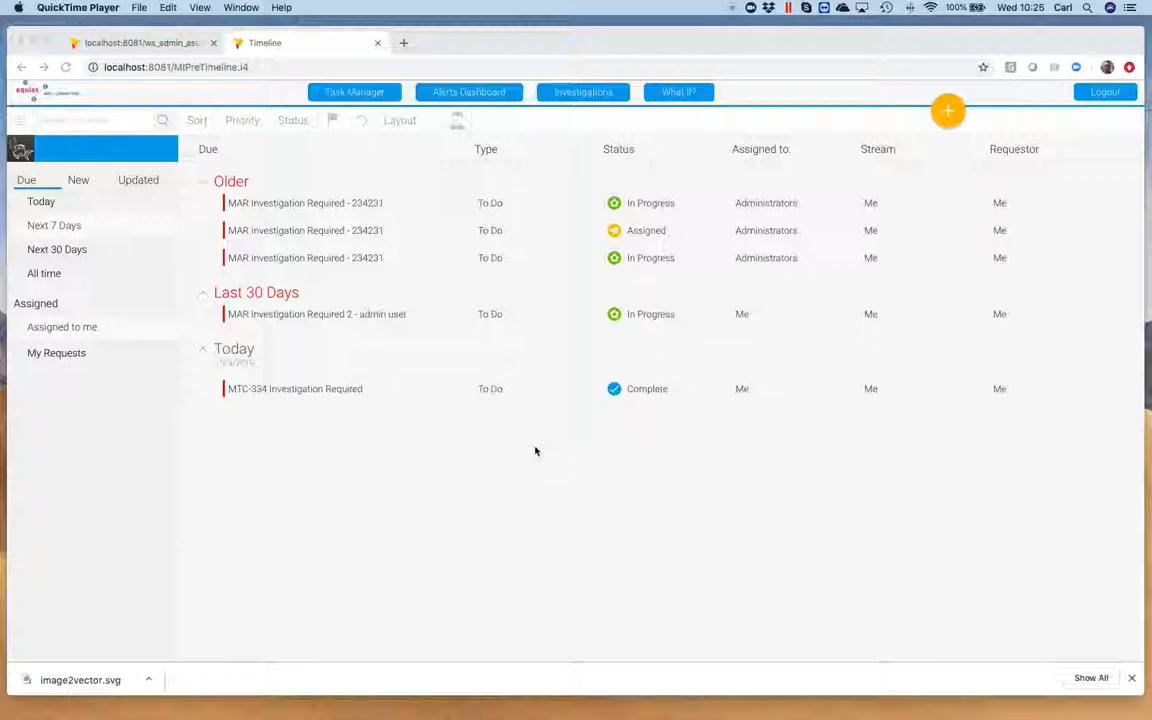 QuickTime Player File Edit View Window Help 100% Wed 10:25 Carl
localhost:8081/ws_admin_ass Timeline
localhost:8081/MIPreTimeline.i4
equias Task Manager Alerts Dashboard Investigations What If? Logout
Sort Priority Status Layout +
Due Type Status Assigned to: Stream Requestor
Due New Updated
Today
Next 7 Days
Next 30 Days
All time
Assigned
Assigned to me
My Requests
Older
MAR Investigation Required - 234231 To Do In Progress Administrators Me Me
MAR Investigation Required - 234231 To Do Assigned Administrators Me Me
MAR Investigation Required - 234231 To Do In Progress Administrators Me Me
Last 30 Days
MAR Investigation Required 2 - admin user To Do In Progress Me Me Me
Today
MTC-334 Investigation Required To Do Complete Me Me Me
image2vector.svg Show All